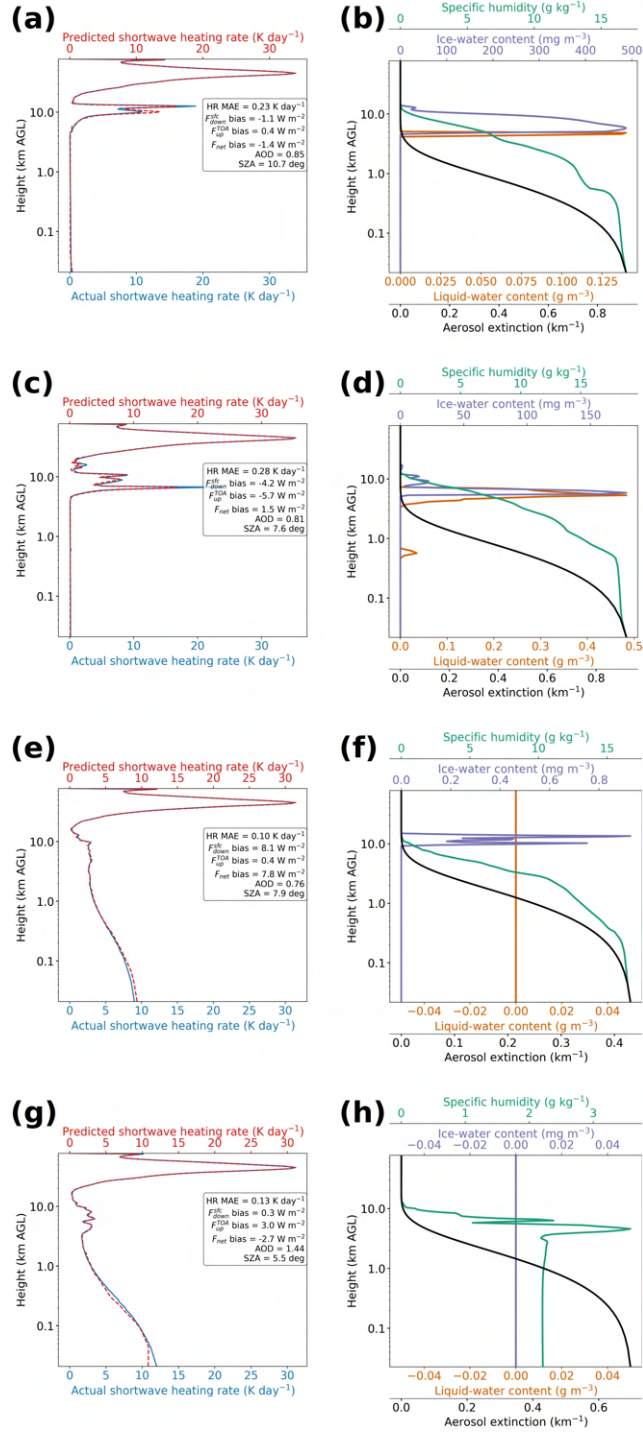 (a)
Predicted shortwave heating rate (K day⁻¹)
0 10 20 30
Height (km AGL)
10.0
1.0
0.1
HR MAE = 0.23 K day⁻¹
F^sfc_down bias = -1.1 W m⁻²
F^TOA_up bias = 0.4 W m⁻²
F_net bias = -1.4 W m⁻²
AOD = 0.85
SZA = 10.7 deg
0 10 20 30
Actual shortwave heating rate (K day⁻¹)
(b)
Specific humidity (g kg⁻¹)
0 5 10 15
Ice-water content (mg m⁻³)
0 100 200 300 400 500
Height (km AGL)
10.0
1.0
0.1
0.000 0.025 0.050 0.075 0.100 0.125
Liquid-water content (g m⁻³)
0.0 0.2 0.4 0.6 0.8
Aerosol extinction (km⁻¹)
(c)
Predicted shortwave heating rate (K day⁻¹)
0 10 20 30
Height (km AGL)
10.0
1.0
0.1
HR MAE = 0.28 K day⁻¹
F^sfc_down bias = -4.2 W m⁻²
F^TOA_up bias = -5.7 W m⁻²
F_net bias = 1.5 W m⁻²
AOD = 0.81
SZA = 7.6 deg
0 5 10 15 20 25 30 35
Actual shortwave heating rate (K day⁻¹)
(d)
Specific humidity (g kg⁻¹)
0 5 10 15
Ice-water content (mg m⁻³)
0 50 100 150
Height (km AGL)
10.0
1.0
0.1
0.0 0.1 0.2 0.3 0.4 0.5
Liquid-water content (g m⁻³)
0.0 0.2 0.4 0.6 0.8
Aerosol extinction (km⁻¹)
(e)
Predicted shortwave heating rate (K day⁻¹)
0 5 10 15 20 25 30
Height (km AGL)
10.0
1.0
0.1
HR MAE = 0.10 K day⁻¹
F^sfc_down bias = 8.1 W m⁻²
F^TOA_up bias = 0.4 W m⁻²
F_net bias = 7.8 W m⁻²
AOD = 0.76
SZA = 7.9 deg
0 5 10 15 20 25 30
Actual shortwave heating rate (K day⁻¹)
(f)
Specific humidity (g kg⁻¹)
0 5 10 15
Ice-water content (mg m⁻³)
0.0 0.2 0.4 0.6 0.8
Height (km AGL)
10.0
1.0
0.1
−0.04 −0.02 0.00 0.02 0.04
Liquid-water content (g m⁻³)
0.0 0.1 0.2 0.3 0.4
Aerosol extinction (km⁻¹)
(g)
Predicted shortwave heating rate (K day⁻¹)
0 10 20 30
Height (km AGL)
10.0
1.0
0.1
HR MAE = 0.13 K day⁻¹
F^sfc_down bias = 0.3 W m⁻²
F^TOA_up bias = 3.0 W m⁻²
F_net bias = -2.7 W m⁻²
AOD = 1.44
SZA = 5.5 deg
0 5 10 15 20 25 30
Actual shortwave heating rate (K day⁻¹)
(h)
Specific humidity (g kg⁻¹)
0 1 2 3
Ice-water content (mg m⁻³)
−0.04 −0.02 0.00 0.02 0.04
Height (km AGL)
10.0
1.0
0.1
−0.04 −0.02 0.00 0.02 0.04
Liquid-water content (g m⁻³)
0.0 0.2 0.4 0.6
Aerosol extinction (km⁻¹)